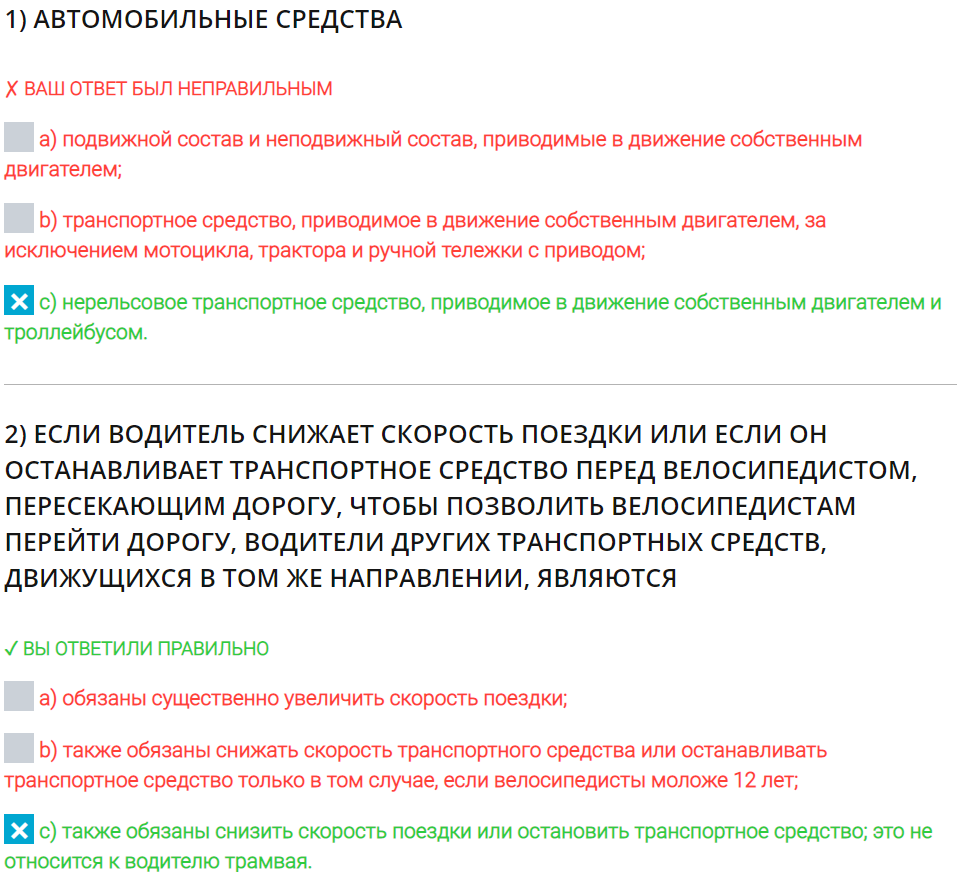 1) АВТОМОБИЛЬНЫЕ СРЕДСТВА
✗ ВАШ ОТВЕТ БЫЛ НЕПРАВИЛЬНЫМ
a) подвижной состав и неподвижный состав, приводимые в движение собственным
двигателем;
b) транспортное средство, приводимое в движение собственным двигателем, за
исключением мотоцикла, трактора и ручной тележки с приводом;
c) нерельсовое транспортное средство, приводимое в движение собственным двигателем и
троллейбусом.
2) ЕСЛИ ВОДИТЕЛЬ СНИЖАЕТ СКОРОСТЬ ПОЕЗДКИ ИЛИ ЕСЛИ ОН
ОСТАНАВЛИВАЕТ ТРАНСПОРТНОЕ СРЕДСТВО ПЕРЕД ВЕЛОСИПЕДИСТОМ,
ПЕРЕСЕКАЮЩИМ ДОРОГУ, ЧТОБЫ ПОЗВОЛИТЬ ВЕЛОСИПЕДИСТАМ
ПЕРЕЙТИ ДОРОГУ, ВОДИТЕЛИ ДРУГИХ ТРАНСПОРТНЫХ СРЕДСТВ,
ДВИЖУЩИХСЯ В ТОМ ЖЕ НАПРАВЛЕНИИ, ЯВЛЯЮТСЯ
✓ ВЫ ОТВЕТИЛИ ПРАВИЛЬНО
a) обязаны существенно увеличить скорость поездки;
b) также обязаны снижать скорость транспортного средства или останавливать
транспортное средство только в том случае, если велосипедисты моложе 12 лет;
c) также обязаны снизить скорость поездки или остановить транспортное средство; это не
относится к водителю трамвая.